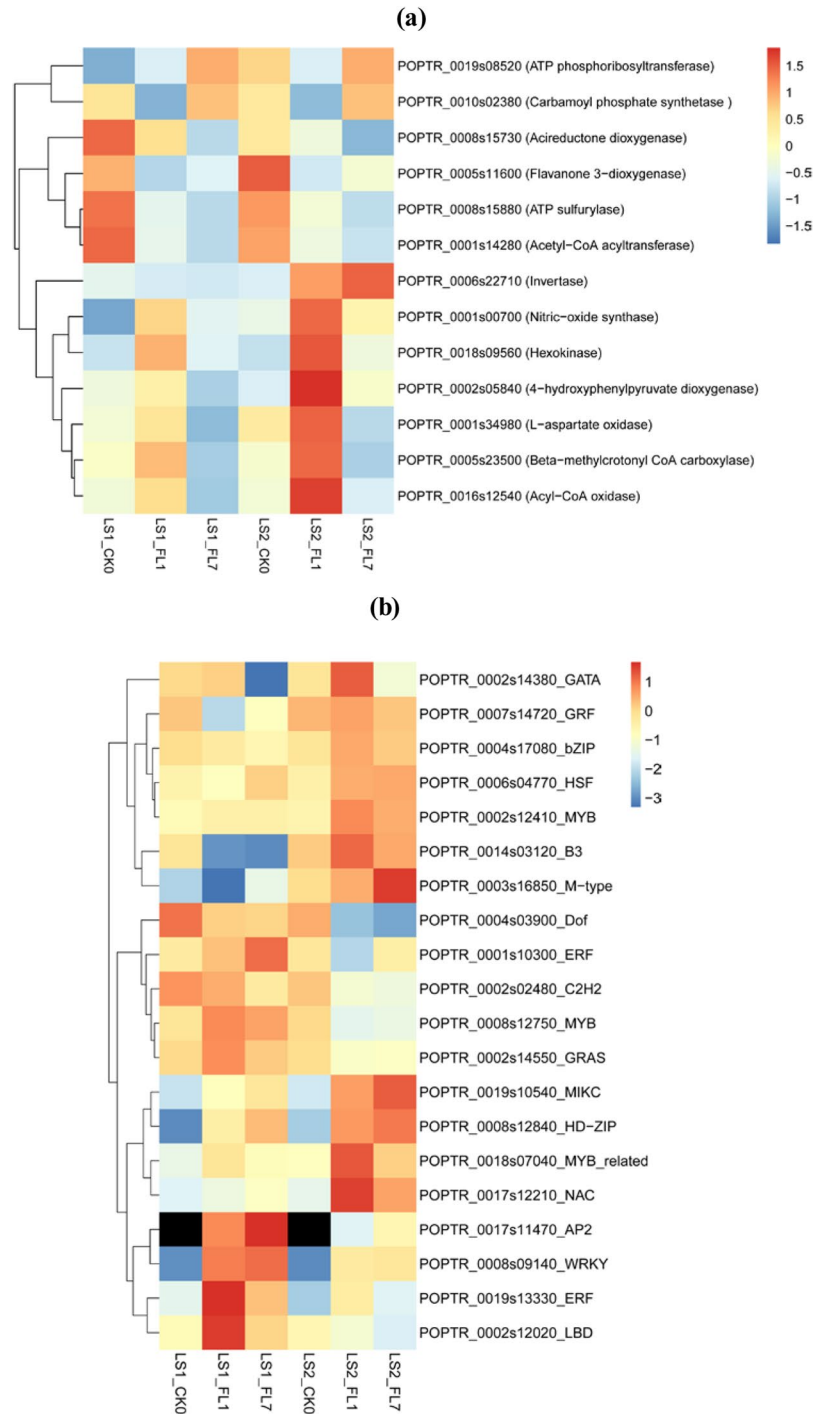 (a)
POPTR_0019s08520 (ATP phosphoribosyltransferase)
POPTR_0010s02380 (Carbamoyl phosphate synthetase )
POPTR_0008s15730 (Acireductone dioxygenase)
POPTR_0005s11600 (Flavanone 3−dioxygenase)
POPTR_0008s15880 (ATP sulfurylase)
POPTR_0001s14280 (Acetyl−CoA acyltransferase)
POPTR_0006s22710 (Invertase)
POPTR_0001s00700 (Nitric−oxide synthase)
POPTR_0018s09560 (Hexokinase)
POPTR_0002s05840 (4−hydroxyphenylpyruvate dioxygenase)
POPTR_0001s34980 (L−aspartate oxidase)
POPTR_0005s23500 (Beta−methylcrotonyl CoA carboxylase)
POPTR_0016s12540 (Acyl−CoA oxidase)
1.5
1
0.5
0
−0.5
−1
−1.5
LS1_CK0
LS1_FL1
LS1_FL7
LS2_CK0
LS2_FL1
LS2_FL7
(b)
POPTR_0002s14380_GATA
POPTR_0007s14720_GRF
POPTR_0004s17080_bZIP
POPTR_0006s04770_HSF
POPTR_0002s12410_MYB
POPTR_0014s03120_B3
POPTR_0003s16850_M−type
POPTR_0004s03900_Dof
POPTR_0001s10300_ERF
POPTR_0002s02480_C2H2
POPTR_0008s12750_MYB
POPTR_0002s14550_GRAS
POPTR_0019s10540_MIKC
POPTR_0008s12840_HD−ZIP
POPTR_0018s07040_MYB_related
POPTR_0017s12210_NAC
POPTR_0017s11470_AP2
POPTR_0008s09140_WRKY
POPTR_0019s13330_ERF
POPTR_0002s12020_LBD
1
0
−1
−2
−3
LS1_CK0
LS1_FL1
LS1_FL7
LS2_CK0
LS2_FL1
LS2_FL7